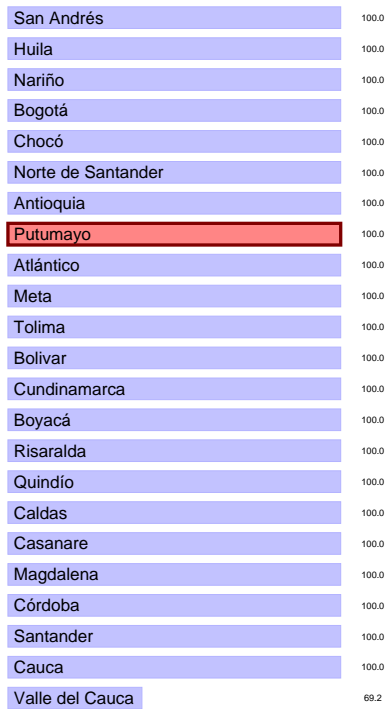 San Andrés 100.0
Huila 100.0
Nariño 100.0
Bogotá 100.0
Chocó 100.0
Norte de Santander 100.0
Antioquia 100.0
Putumayo 100.0
Atlántico 100.0
Meta 100.0
Tolima 100.0
Bolivar 100.0
Cundinamarca 100.0
Boyacá 100.0
Risaralda 100.0
Quindío 100.0
Caldas 100.0
Casanare 100.0
Magdalena 100.0
Córdoba 100.0
Santander 100.0
Cauca 100.0
Valle del Cauca 69.2